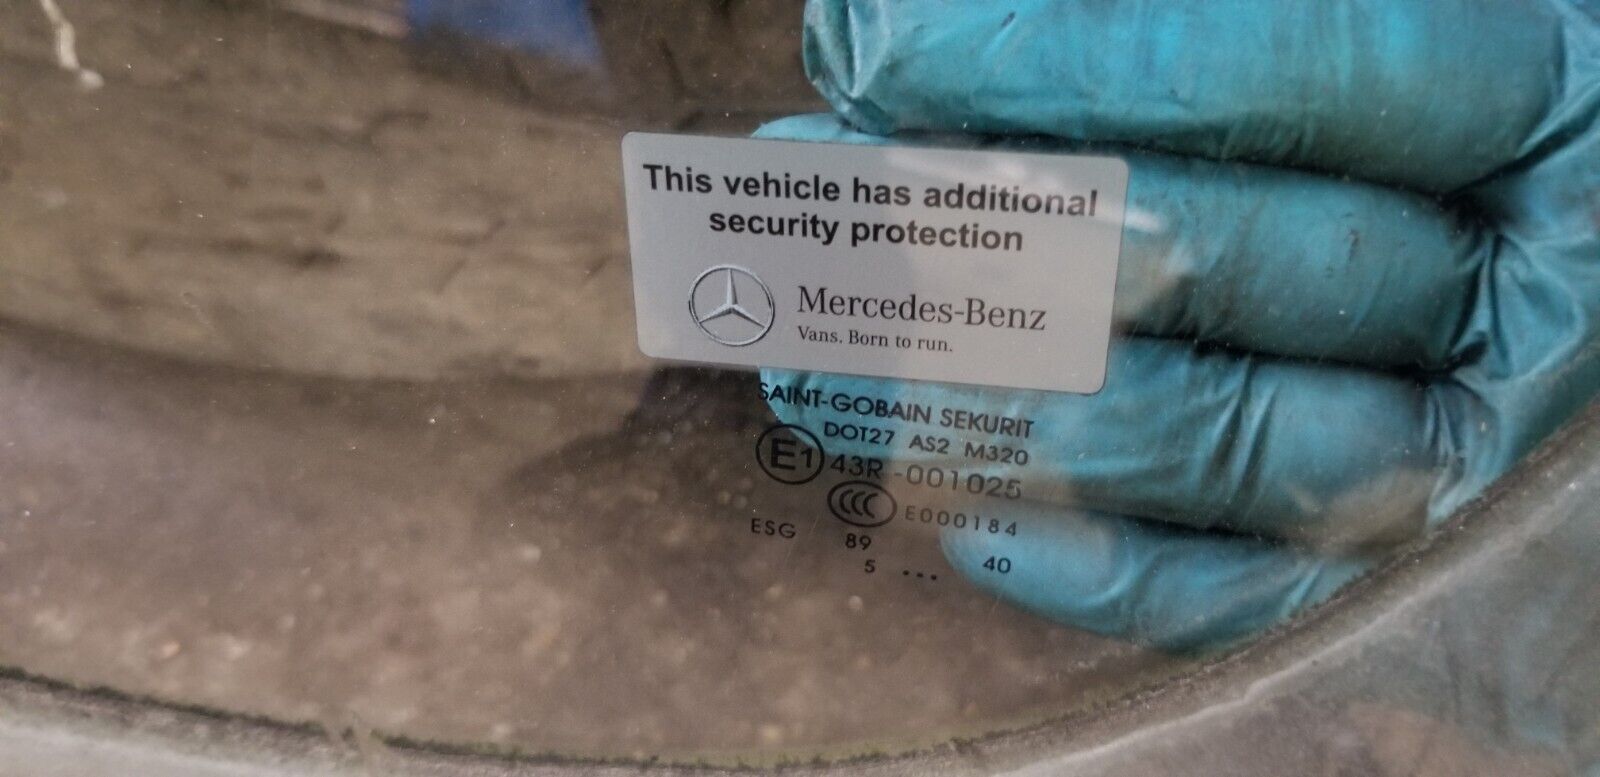 This vehicle has additional
security protection
Mercedes-Benz
Vans. Born to run.
SAINT-GOBAIN SEKURIT
DOT27 AS2 M320
E1 43R-001025
CCC E000184
ESG 89
5 ... 40